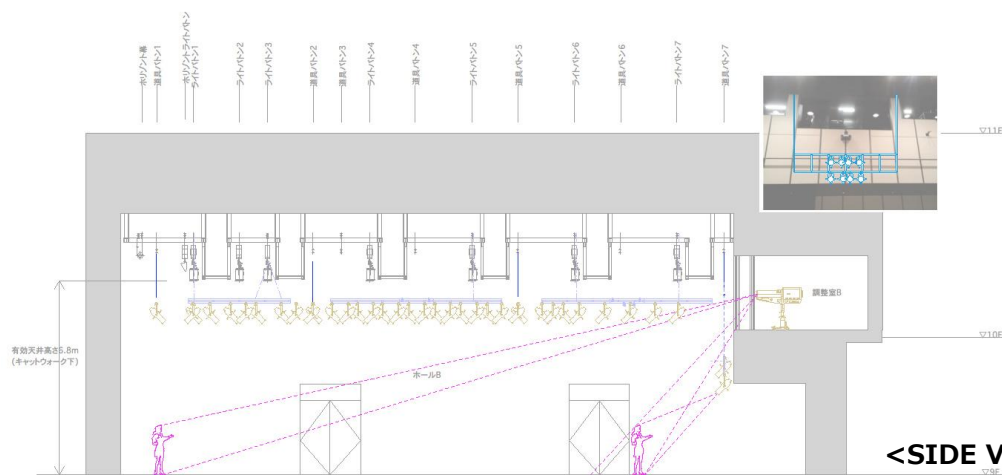 ホリゾント幕
道具バトン1
ホリゾントライトバトン
ライトバトン1
ライトバトン2
ライトバトン3
道具バトン2
道具バトン3
ライトバトン4
道具バトン4
ライトバトン5
道具バトン5
ライトバトン6
道具バトン6
ライトバトン7
道具バトン7
▽11F
調整室B
▽10F
有効天井高さ5.8m
(キャットウォーク下)
ホールB
<SIDE V
▽9F